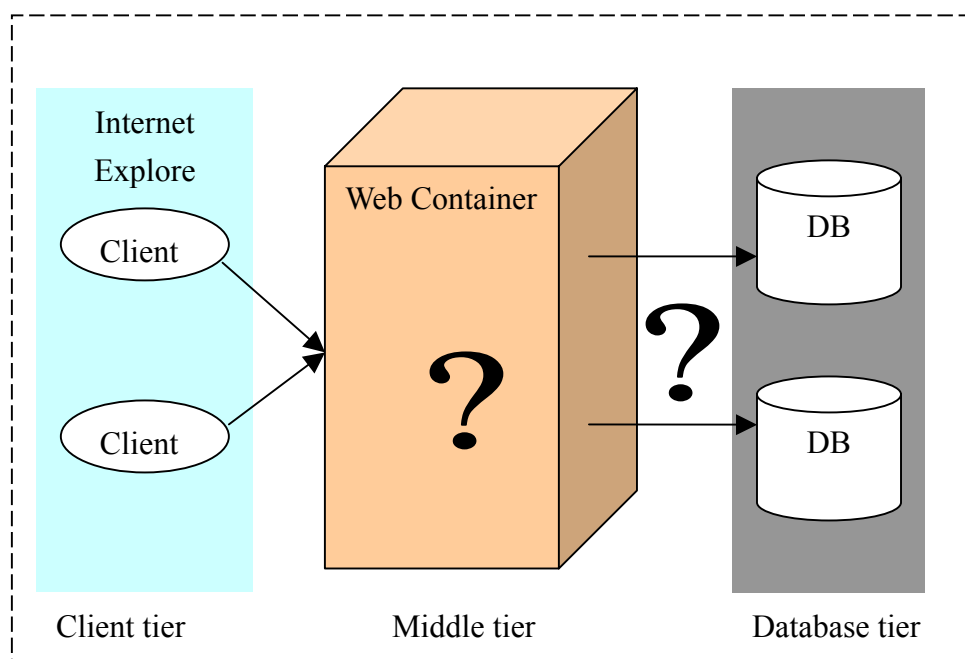 Internet
Explore
Client
Client
Web Container
?
?
DB
DB
Client tier
Middle tier
Database tier